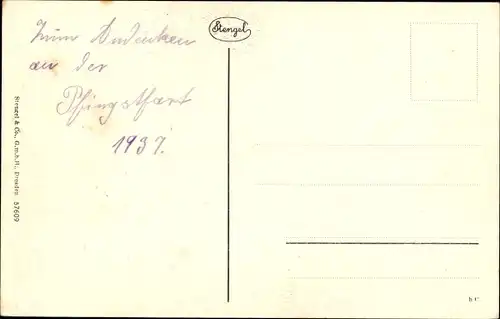 Stengel
Zum Andenken
an der
Pfingstfart
1937.
Stengel & Co., G.m.b.H., Dresden 57609
b C